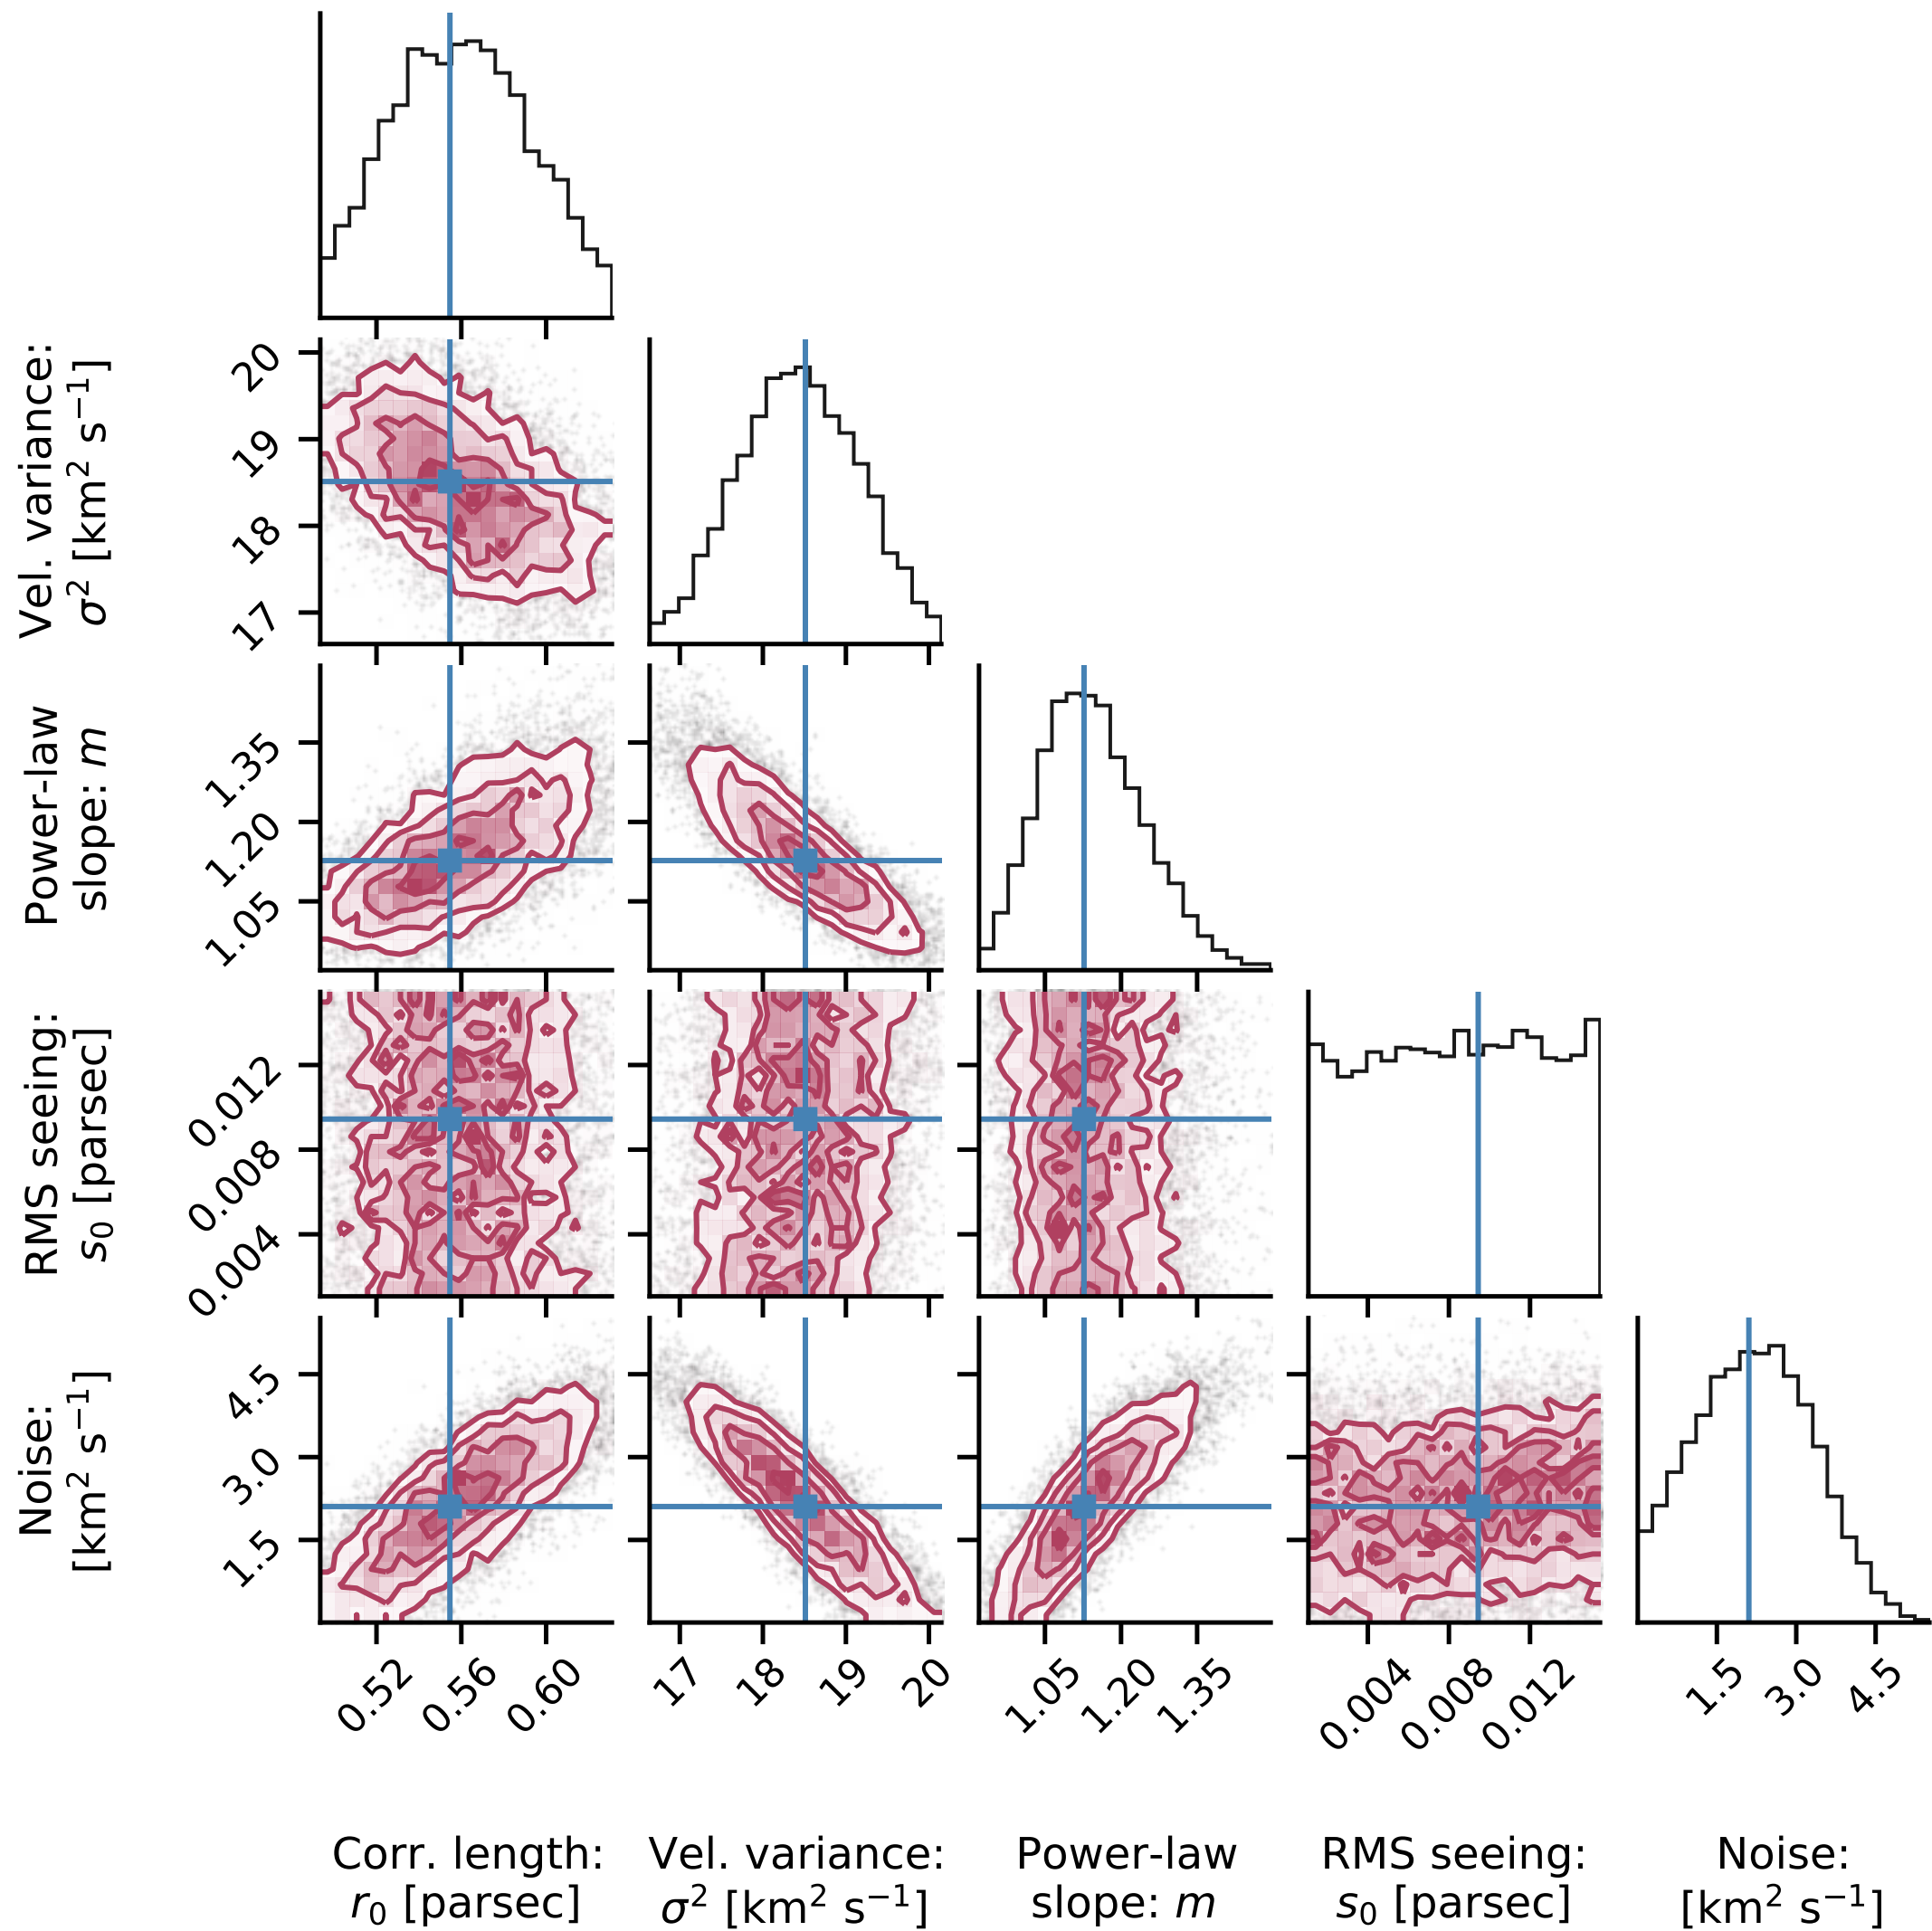 Vel. variance:
σ² [km² s⁻¹]
20
19
18
17
Power-law
slope: m
1.35
1.20
1.05
RMS seeing:
s₀ [parsec]
0.012
0.008
0.004
Noise:
[km² s⁻¹]
4.5
3.0
1.5
0.52 0.56 0.60 17 18 19 20 1.05 1.20 1.35 0.004 0.008 0.012 1.5 3.0 4.5
Corr. length: Vel. variance: Power-law RMS seeing: Noise:
r₀ [parsec] σ² [km² s⁻¹] slope: m s₀ [parsec] [km² s⁻¹]